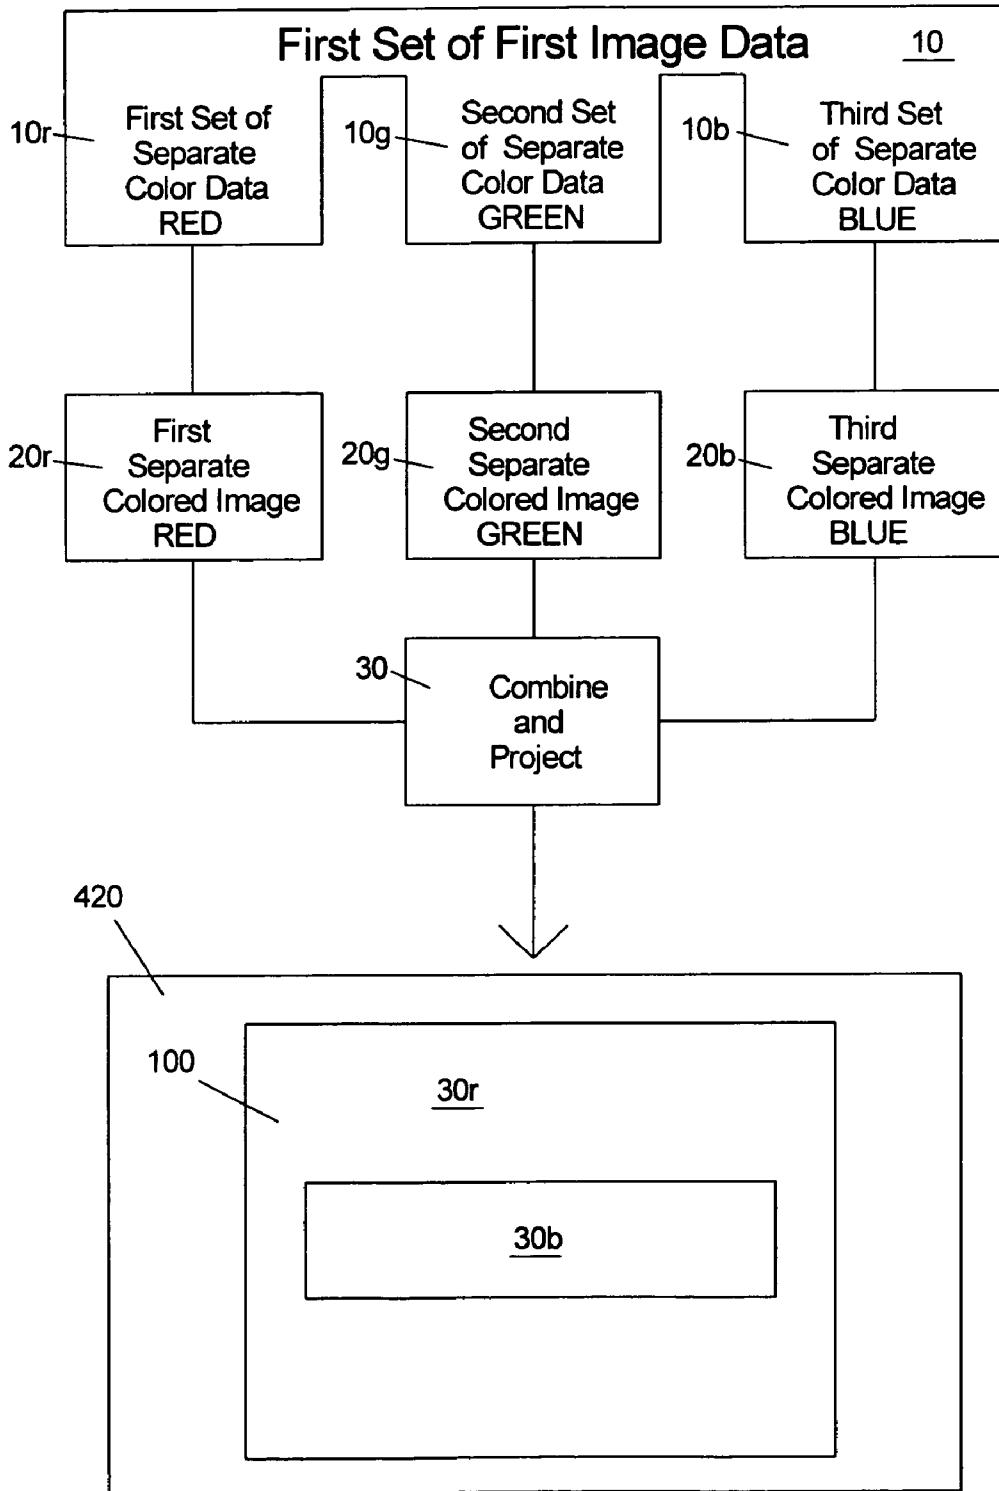 First Set of First Image Data
10
10r
First Set of
Separate
Color Data
RED
10g
Second Set
of Separate
Color Data
GREEN
10b
Third Set
of Separate
Color Data
BLUE
20r
First
Separate
Colored Image
RED
20g
Second
Separate
Colored Image
GREEN
20b
Third
Separate
Colored Image
BLUE
30
Combine
and
Project
420
100
30r
30b